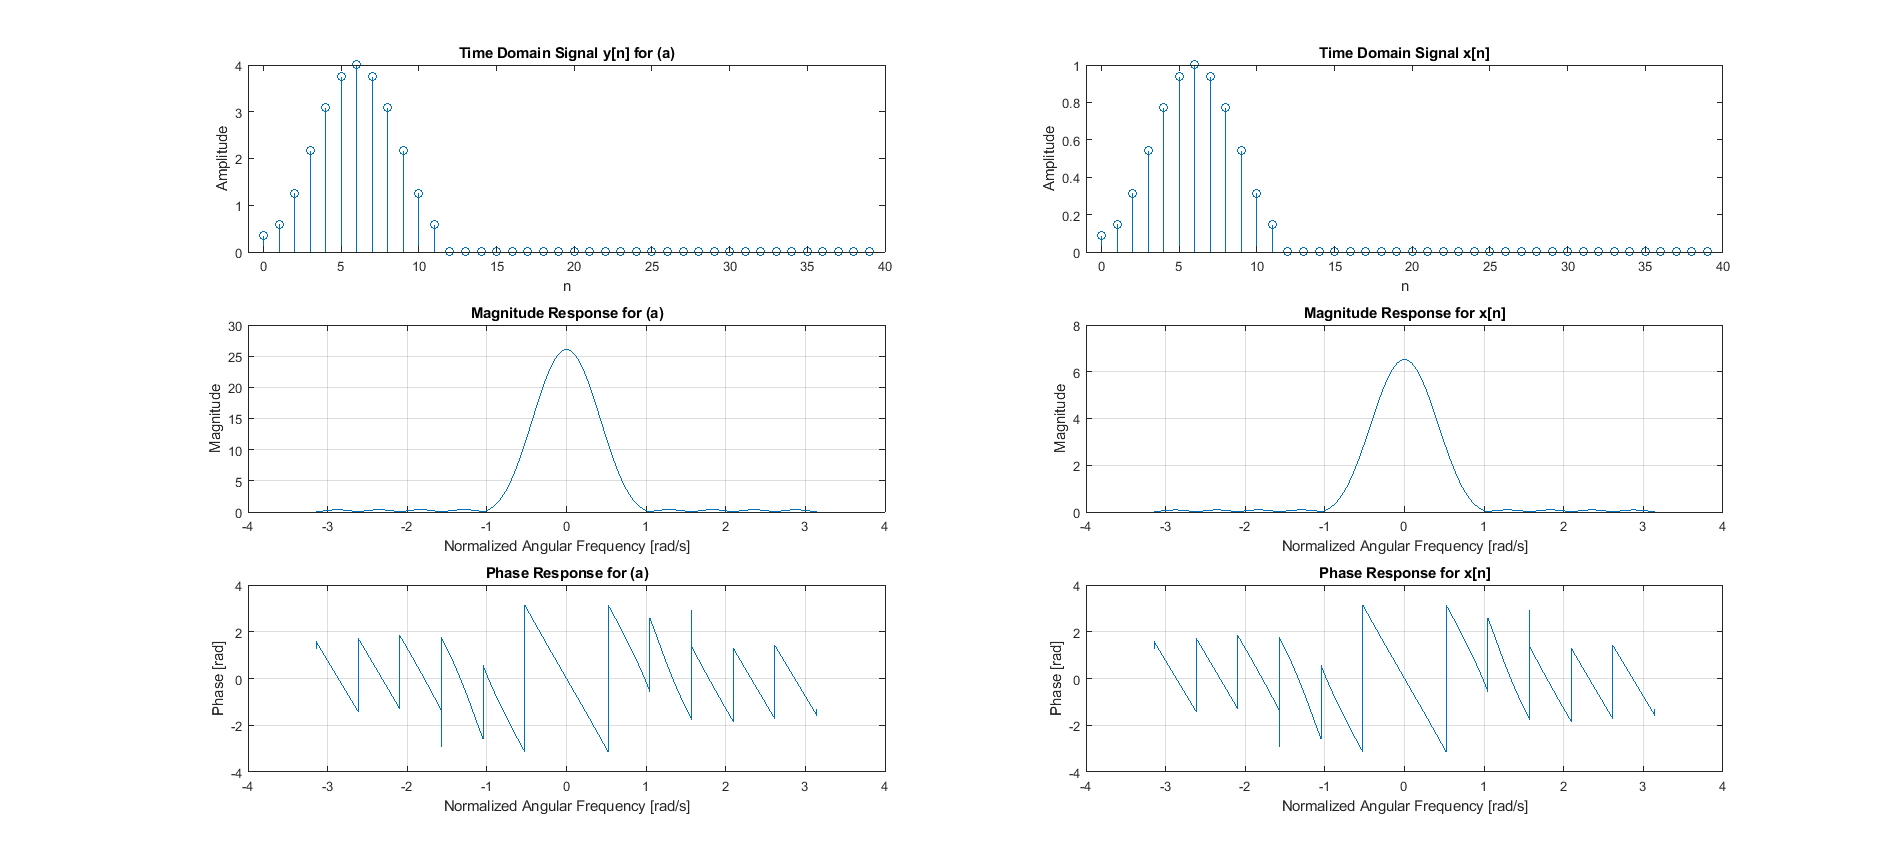 Time Domain Signal y[n] for (a)
4
3
2
1
0
Amplitude
0 5 10 15 20 25 30 35 40
n
Magnitude Response for (a)
30
25
20
15
10
5
0
Magnitude
-4 -3 -2 -1 0 1 2 3 4
Normalized Angular Frequency [rad/s]
Phase Response for (a)
4
2
0
-2
-4
Phase [rad]
-4 -3 -2 -1 0 1 2 3 4
Normalized Angular Frequency [rad/s]
Time Domain Signal x[n]
1
0.8
0.6
0.4
0.2
0
Amplitude
0 5 10 15 20 25 30 35 40
n
Magnitude Response for x[n]
8
6
4
2
0
Magnitude
-4 -3 -2 -1 0 1 2 3 4
Normalized Angular Frequency [rad/s]
Phase Response for x[n]
4
2
0
-2
-4
Phase [rad]
-4 -3 -2 -1 0 1 2 3 4
Normalized Angular Frequency [rad/s]